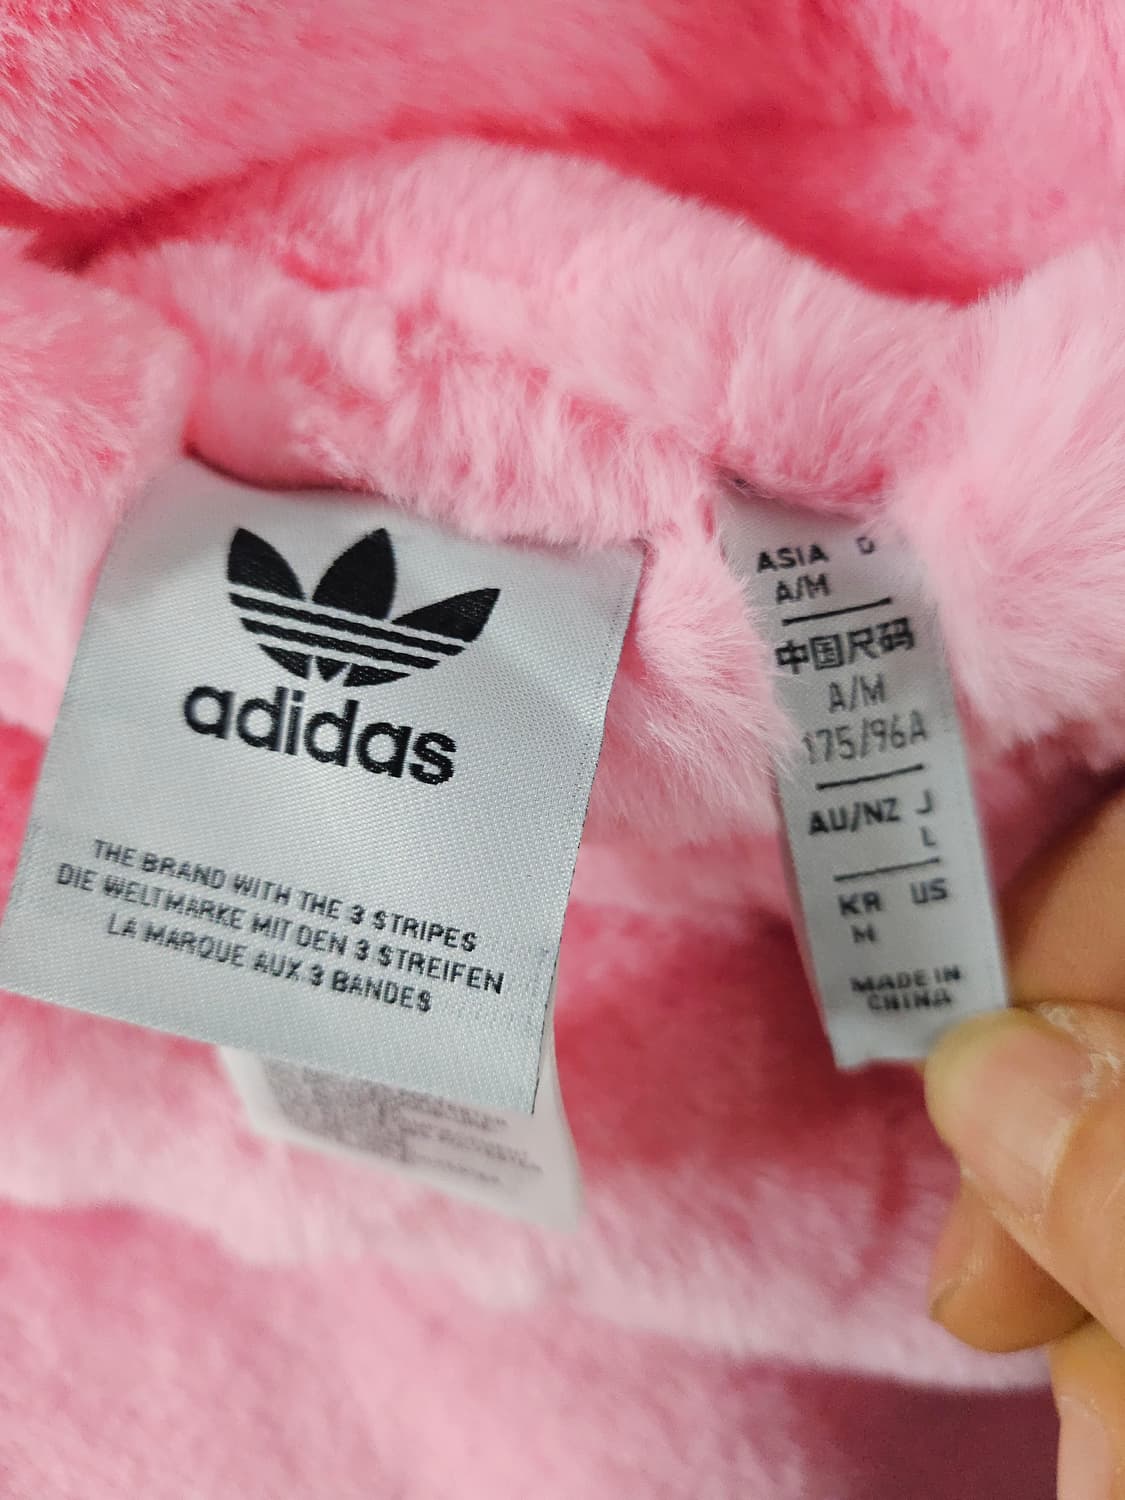 adidas
THE BRAND WITH THE 3 STRIPES
DIE WELTMARKE MIT DEN 3 STREIFEN
LA MARQUE AUX 3 BANDES
ASIA D
A/M
中国尺码
A/M
175/96A
AU/NZ J
L
KR US
M
MADE IN
CHINA